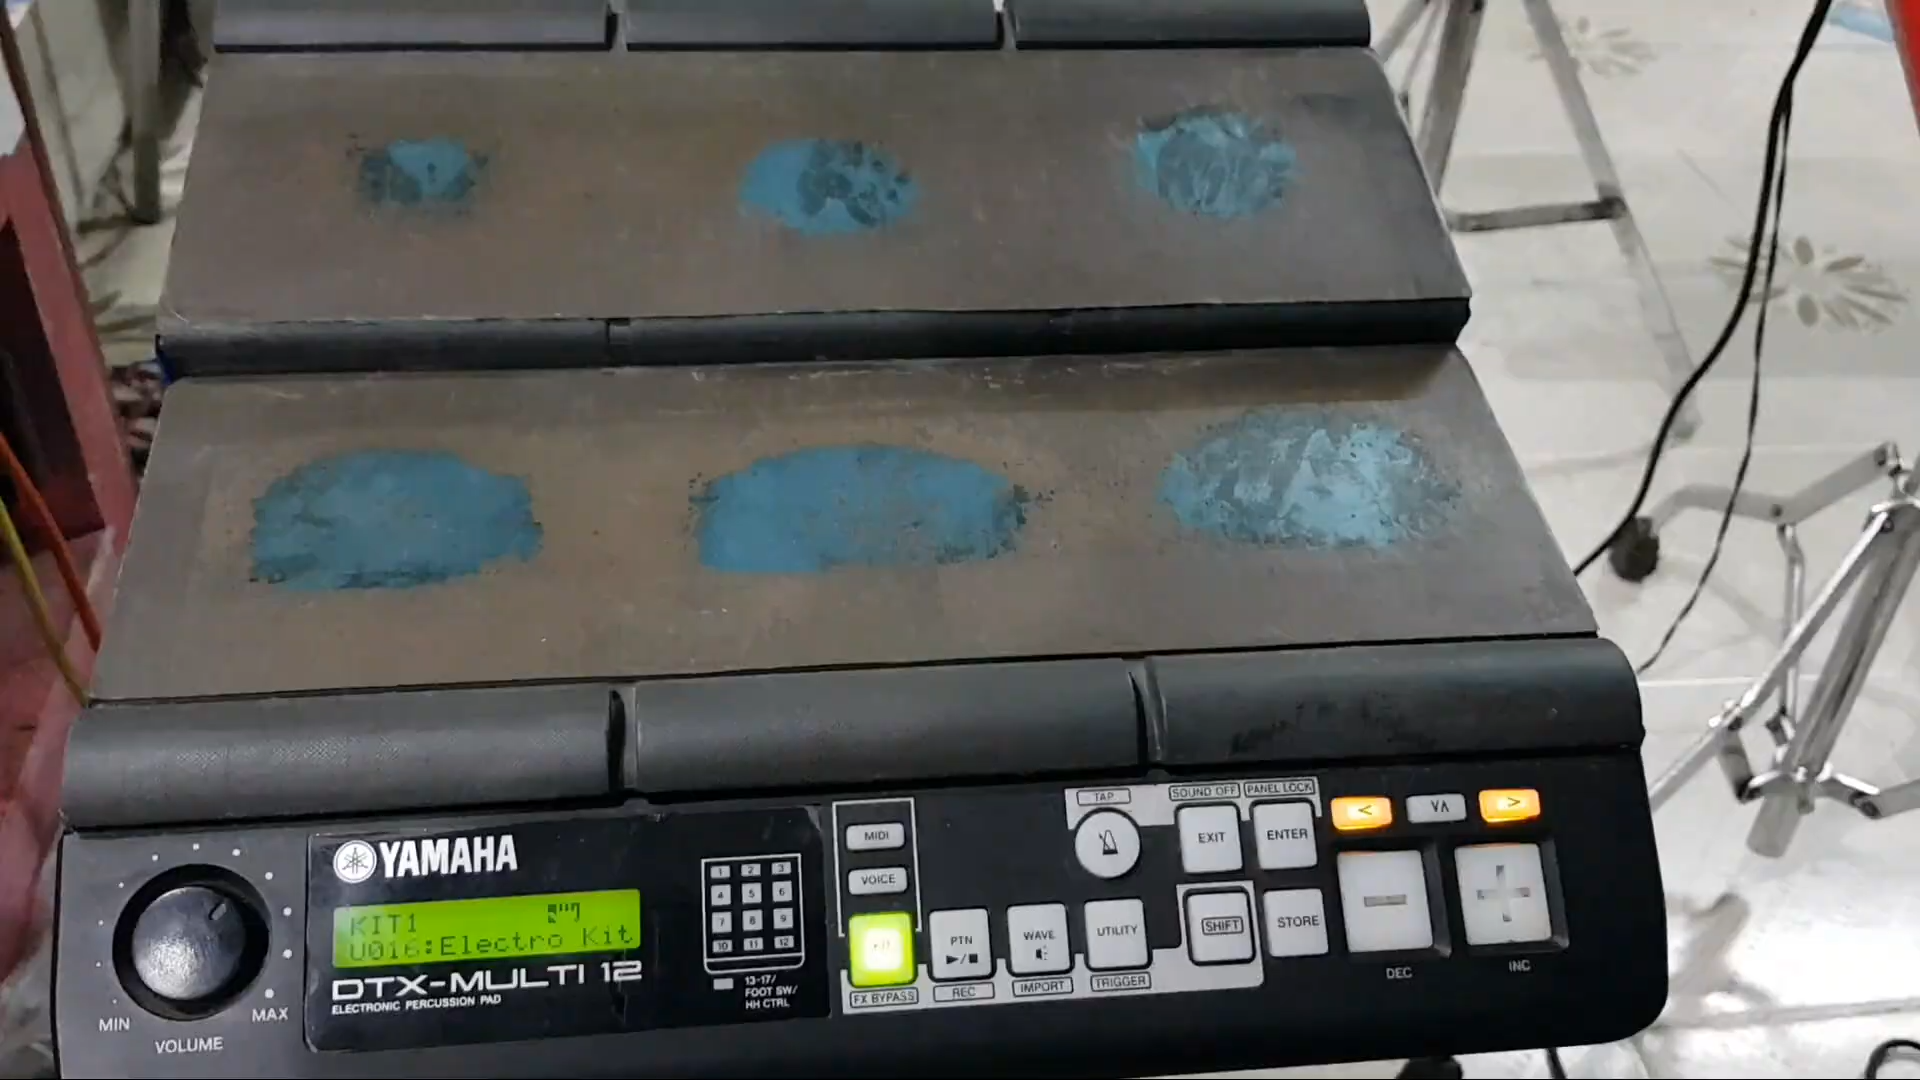 YAMAHA
KIT1
U016:Electro Kit
DTX-MULTI 12
ELECTRONIC PERCUSSION PAD
MIN
MAX
VOLUME
1 2 3
4 5 6
7 8 9
10 11 12
13-17/
FOOT SW/
HH CTRL
MIDI
VOICE
FX BYPASS
PTN
REC
WAVE
IMPORT
UTILITY
TRIGGER
TAP
SOUND OFF
PANEL LOCK
EXIT
ENTER
SHIFT
STORE
<
VΛ
>
DEC
INC